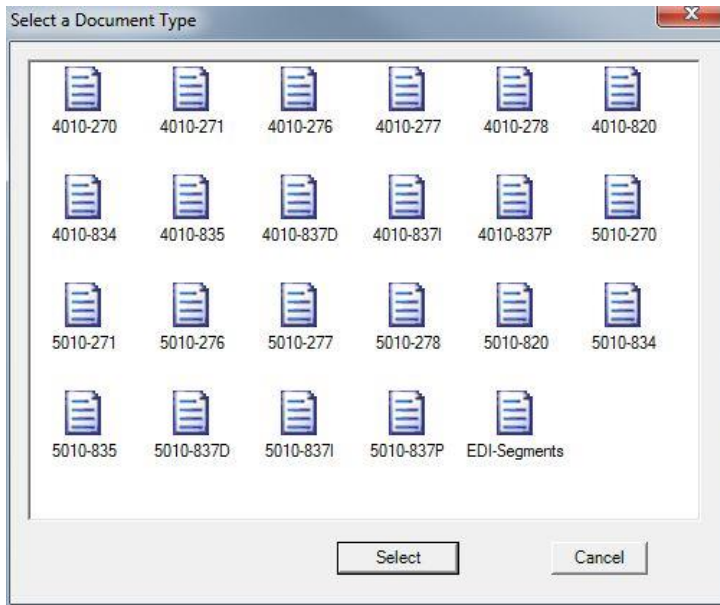 Select a Document Type
4010-270 4010-271 4010-276 4010-277 4010-278 4010-820
4010-834 4010-835 4010-837D 4010-837I 4010-837P 5010-270
5010-271 5010-276 5010-277 5010-278 5010-820 5010-834
5010-835 5010-837D 5010-837I 5010-837P EDI-Segments
Select Cancel